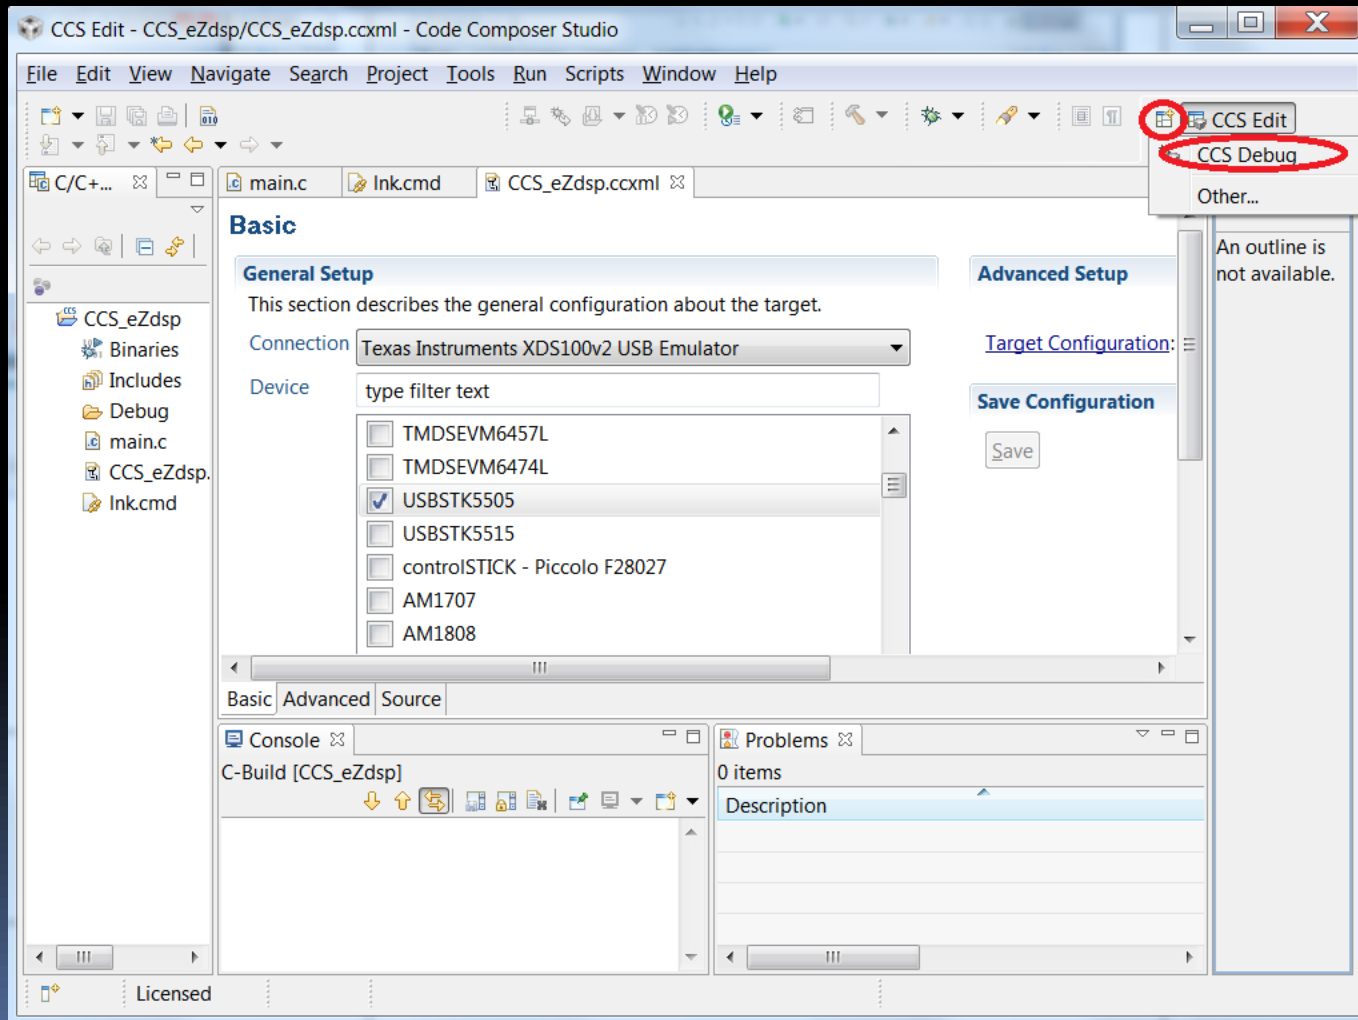 CCS Edit - CCS_eZdsp/CCS_eZdsp.ccxml - Code Composer Studio
File Edit View Navigate Search Project Tools Run Scripts Window Help
CCS Edit
CCS Debug
Other...
C/C+...
main.c
lnk.cmd
CCS_eZdsp.ccxml
Basic
General Setup
This section describes the general configuration about the target.
Connection
Texas Instruments XDS100v2 USB Emulator
Device
type filter text
TMDSEVM6457L
TMDSEVM6474L
USBSTK5505
USBSTK5515
controlSTICK - Piccolo F28027
AM1707
AM1808
Advanced Setup
Target Configuration:
Save Configuration
Save
An outline is
not available.
CCS_eZdsp
Binaries
Includes
Debug
main.c
CCS_eZdsp.
lnk.cmd
Basic Advanced Source
Console
C-Build [CCS_eZdsp]
Problems
0 items
Description
Licensed